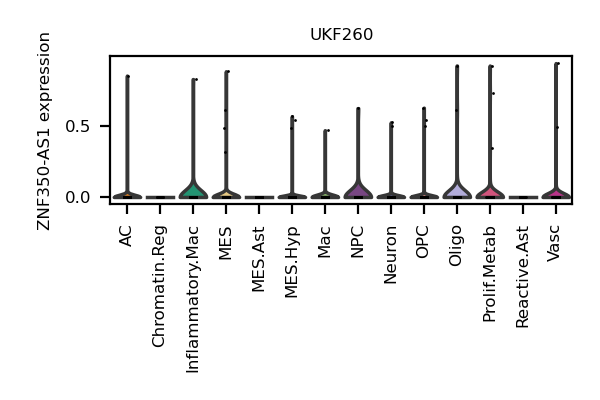 UKF260
ZNF350-AS1 expression
0.5
0.0
AC
Chromatin.Reg
Inflammatory.Mac
MES
MES.Ast
MES.Hyp
Mac
NPC
Neuron
OPC
Oligo
Prolif.Metab
Reactive.Ast
Vasc